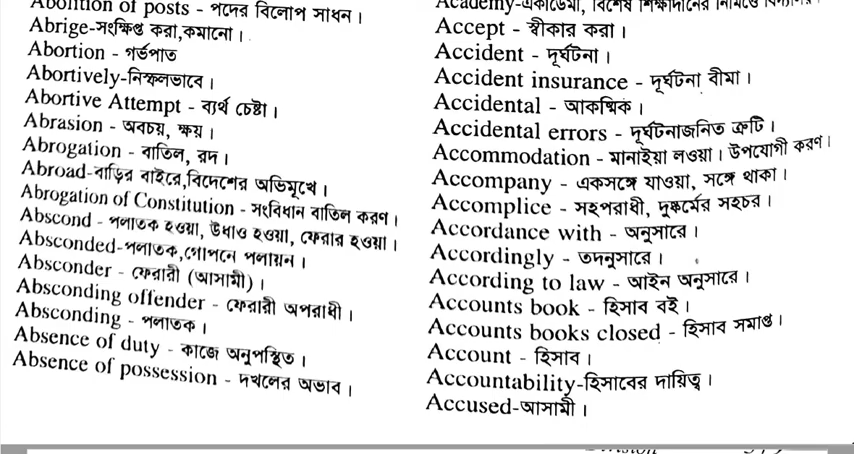 Abolition of posts - পদের বিলোপ সাধন।
Abrige-সংক্ষিপ্ত করা,কমানো।
Abortion - গর্ভপাত
Abortively-নিষ্ফলভাবে।
Abortive Attempt - ব্যর্থ চেষ্টা।
Abrasion - অবচয়, ক্ষয়।
Abrogation - বাতিল, রদ।
Abroad-বাড়ির বাইরে,বিদেশের অভিমূখে।
Abrogation of Constitution - সংবিধান বাতিল করণ।
Abscond - পলাতক হওয়া, উধাও হওয়া, ফেরার হওয়া।
Absconded-পলাতক,গোপনে পলায়ন।
Absconder - ফেরারী (আসামী)।
Absconding offender - ফেরারী অপরাধী।
Absconding - পলাতক।
Absence of duty - কাজে অনুপস্থিত।
Absence of possession - দখলের অভাব।
Academy-একাডেমী, বিশেষ শিক্ষাদানের নিমিত্তে
Accept - স্বীকার করা।
Accident - দূর্ঘটনা।
Accident insurance - দূর্ঘটনা বীমা।
Accidental - আকষ্মিক।
Accidental errors - দূর্ঘটনাজনিত ত্রুটি।
Accommodation - মানাইয়া লওয়া। উপযোগী করণ।
Accompany - একসঙ্গে যাওয়া, সঙ্গে থাকা।
Accomplice - সহপরাধী, দুষ্কর্মের সহচর।
Accordance with - অনুসারে।
Accordingly - তদনুসারে।
According to law - আইন অনুসারে।
Accounts book - হিসাব বই।
Accounts books closed - হিসাব সমাপ্ত।
Account - হিসাব।
Accountability-হিসাবের দায়িত্ব।
Accused-আসামী।